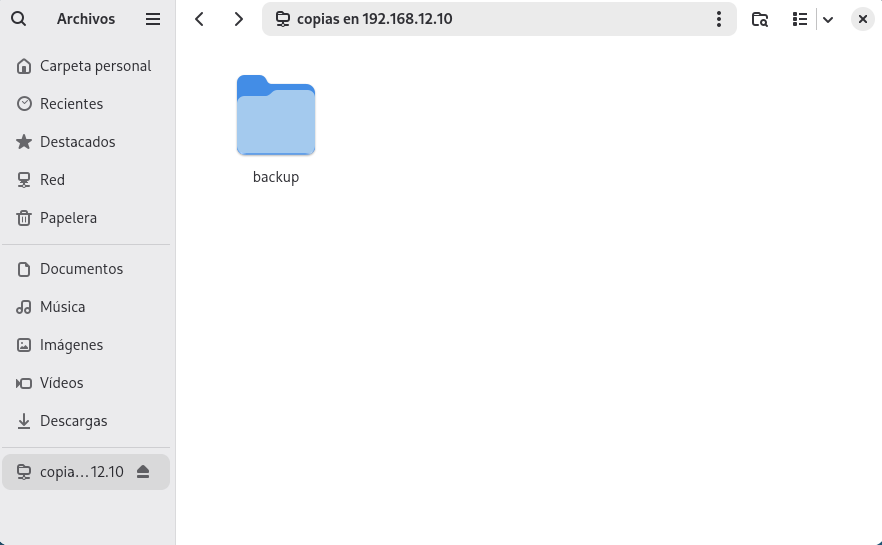 Archivos
copias en 192.168.12.10
Carpeta personal
Recientes
Destacados
Red
Papelera
Documentos
Música
Imágenes
Vídeos
Descargas
copia…12.10
backup